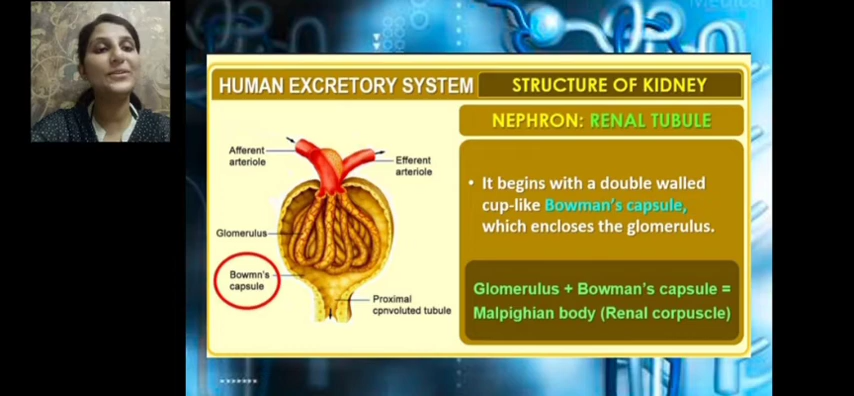 Medical
HUMAN EXCRETORY SYSTEM
STRUCTURE OF KIDNEY
NEPHRON: RENAL TUBULE
Afferent
arteriole
Efferent
arteriole
Glomerulus
Bowmn's
capsule
Proximal
cpnvoluted tubule
• It begins with a double walled
cup-like Bowman's capsule,
which encloses the glomerulus.
Glomerulus + Bowman's capsule =
Malpighian body (Renal corpuscle)